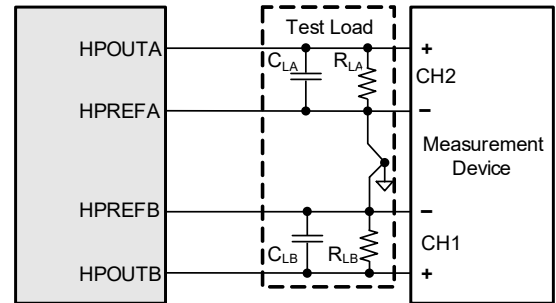 Test Load
HPOUTA
+
C_LA
R_LA
CH2
HPREFA
−
Measurement
Device
HPREFB
−
C_LB
R_LB
CH1
HPOUTB
+